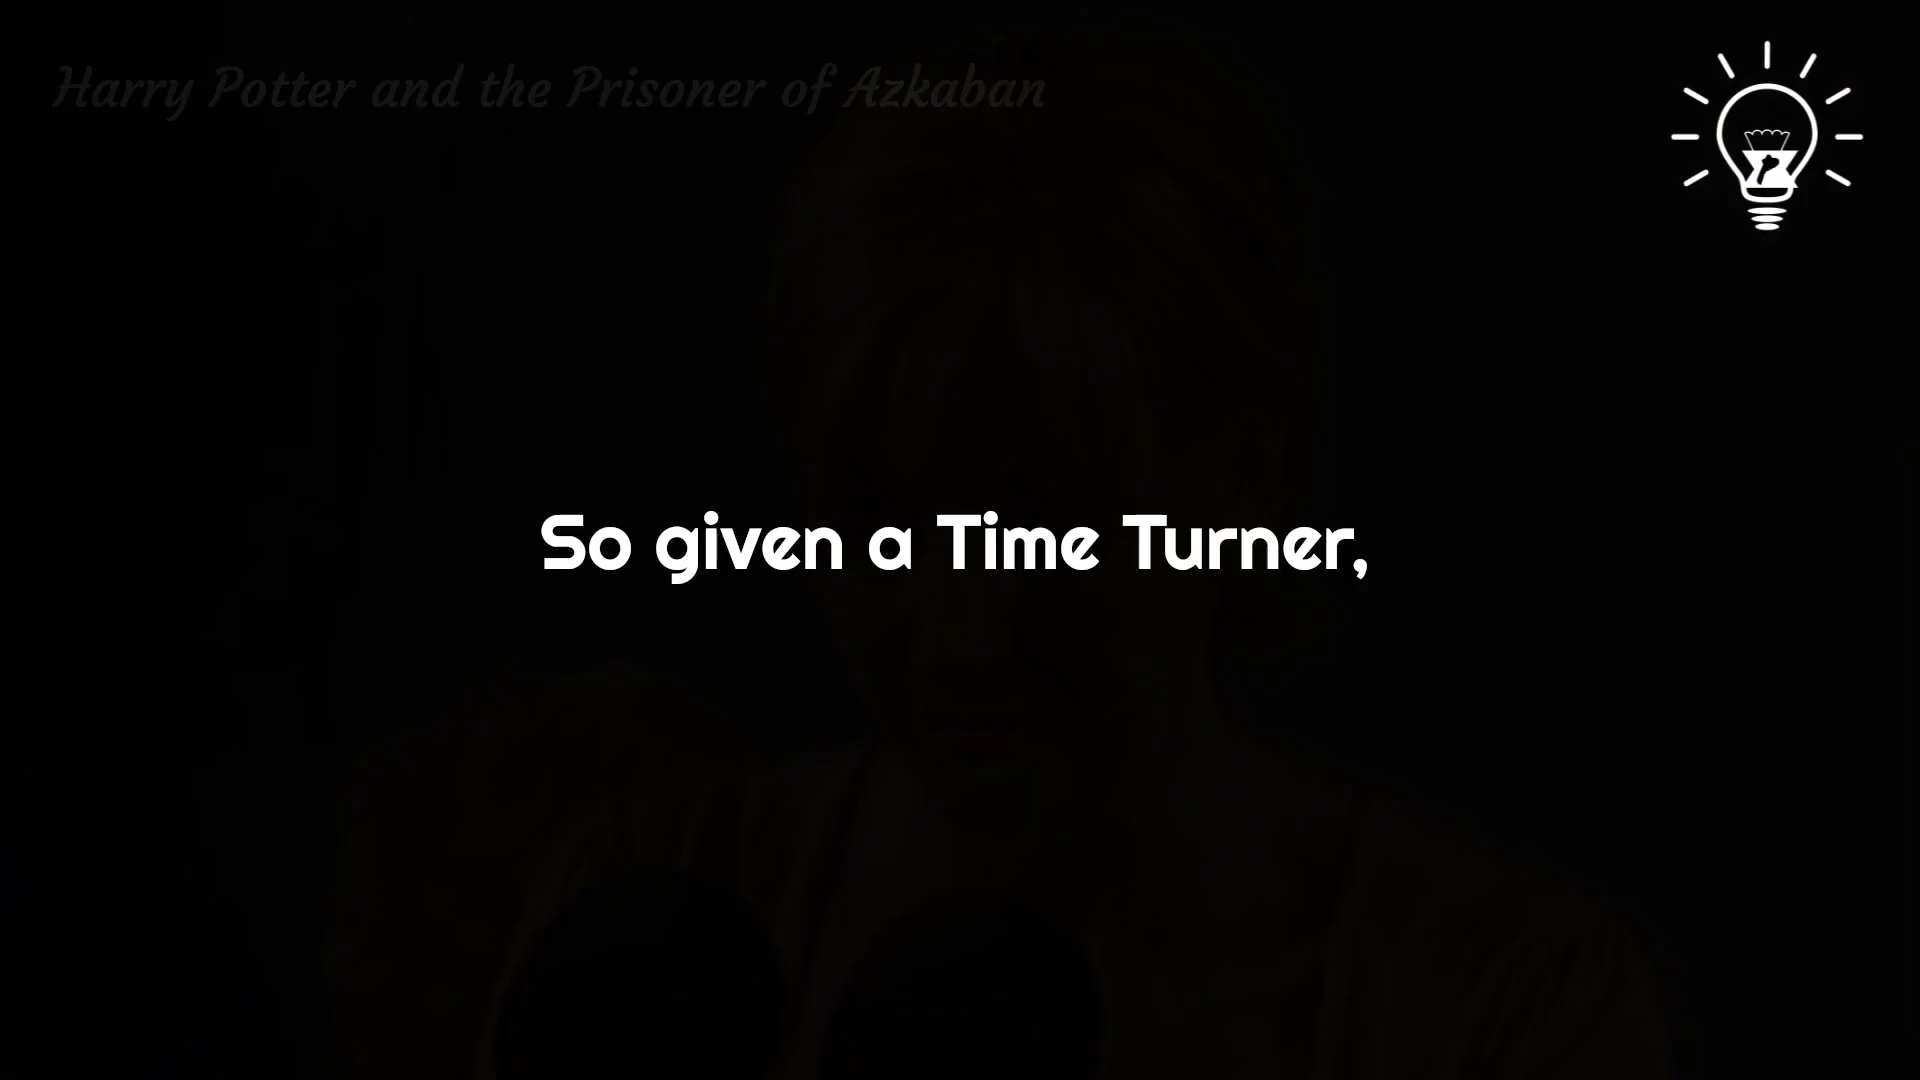 Harry Potter and the Prisoner of Azkaban
So given a Time Turner,